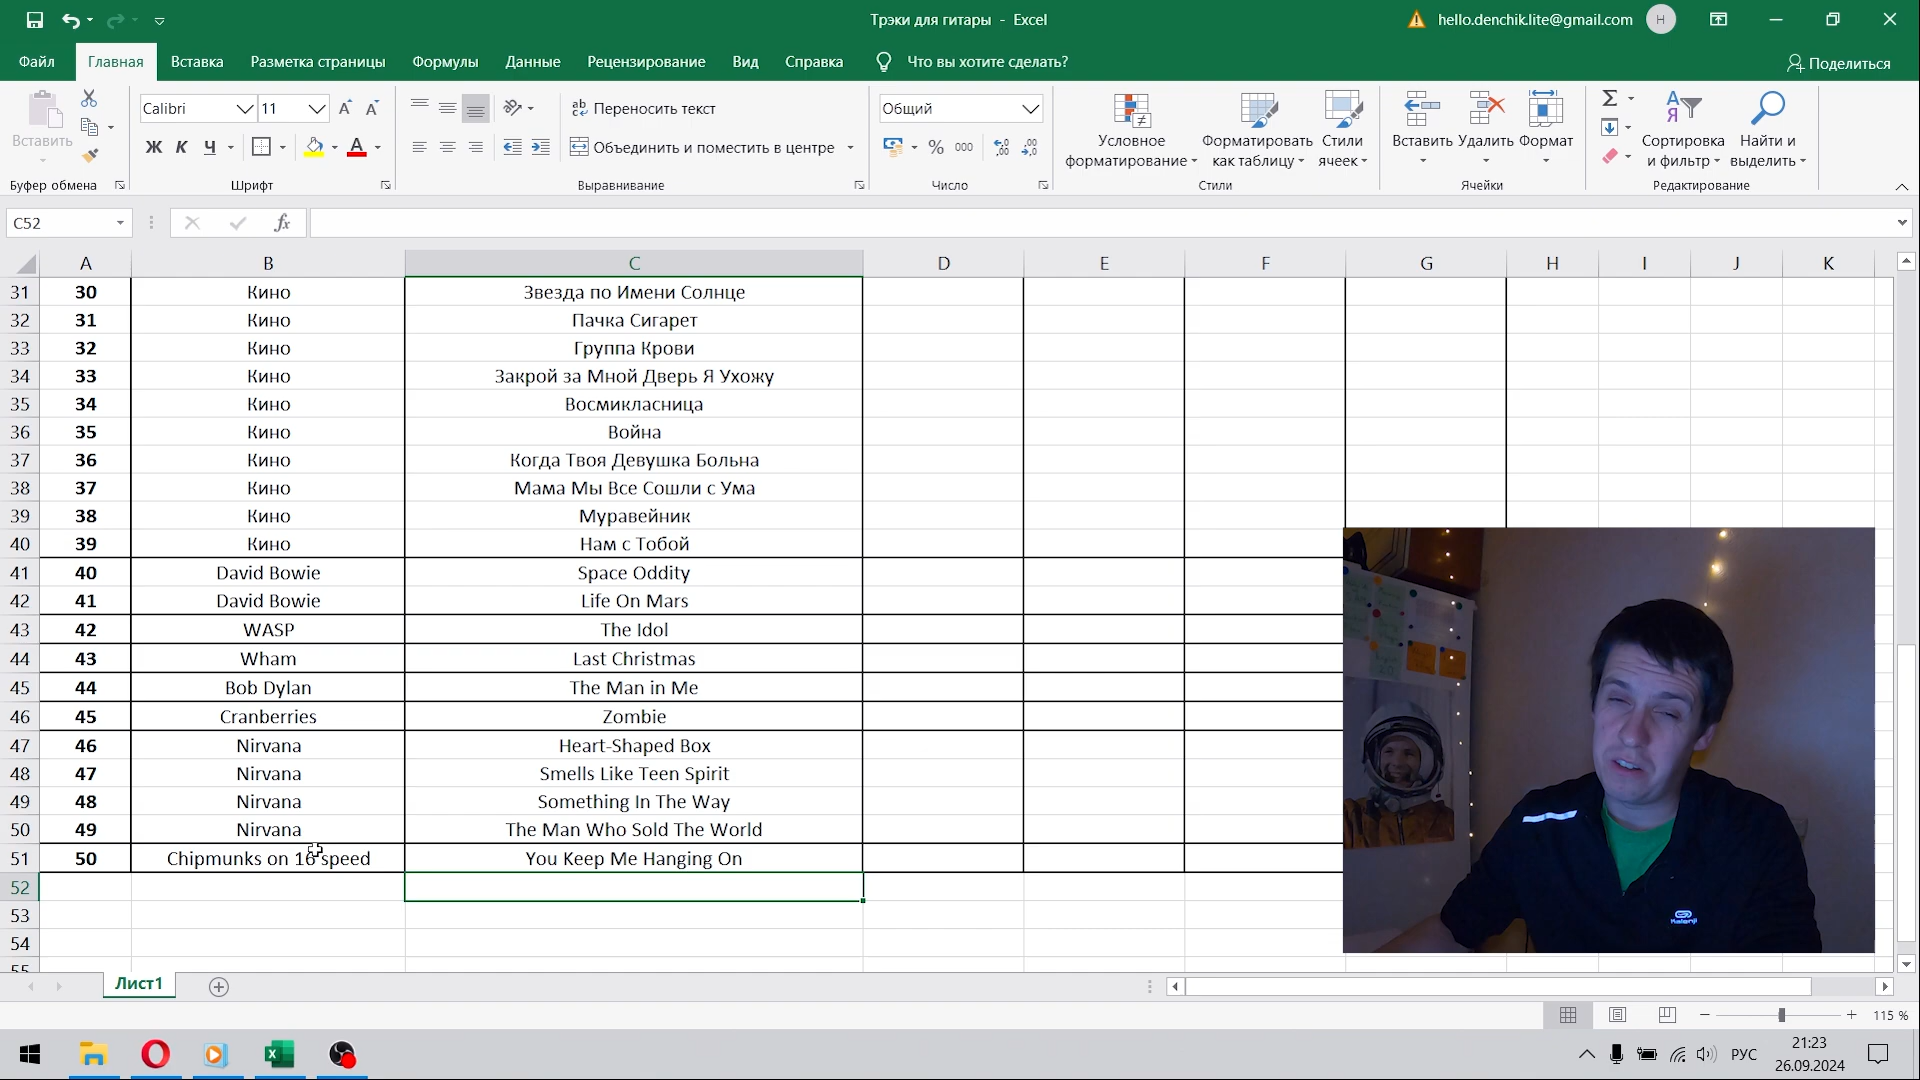 Трэки для гитары - Excel
hello.denchik.lite@gmail.com
H
Файл Главная Вставка Разметка страницы Формулы Данные Рецензирование Вид Справка Что вы хотите сделать? Поделиться
Вставить
Буфер обмена
Calibri 11
Ж К Ч А
Шрифт
Переносить текст
Объединить и поместить в центре
Выравнивание
Общий
% 000
Число
Условное форматирование
Форматировать как таблицу
Стили ячеек
Стили
Вставить Удалить Формат
Ячейки
Сортировка и фильтр
Найти и выделить
Редактирование
C52
fx
A B C D E F G H I J K
31 30 Кино Звезда по Имени Солнце
32 31 Кино Пачка Сигарет
33 32 Кино Группа Крови
34 33 Кино Закрой за Мной Дверь Я Ухожу
35 34 Кино Восмикласница
36 35 Кино Война
37 36 Кино Когда Твоя Девушка Больна
38 37 Кино Мама Мы Все Сошли с Ума
39 38 Кино Муравейник
40 39 Кино Нам с Тобой
41 40 David Bowie Space Oddity
42 41 David Bowie Life On Mars
43 42 WASP The Idol
44 43 Wham Last Christmas
45 44 Bob Dylan The Man in Me
46 45 Cranberries Zombie
47 46 Nirvana Heart-Shaped Box
48 47 Nirvana Smells Like Teen Spirit
49 48 Nirvana Something In The Way
50 49 Nirvana The Man Who Sold The World
51 50 Chipmunks on 16 speed You Keep Me Hanging On
52
53
54
55
Kalenji
Лист1
115 %
РУС
21:23
26.09.2024